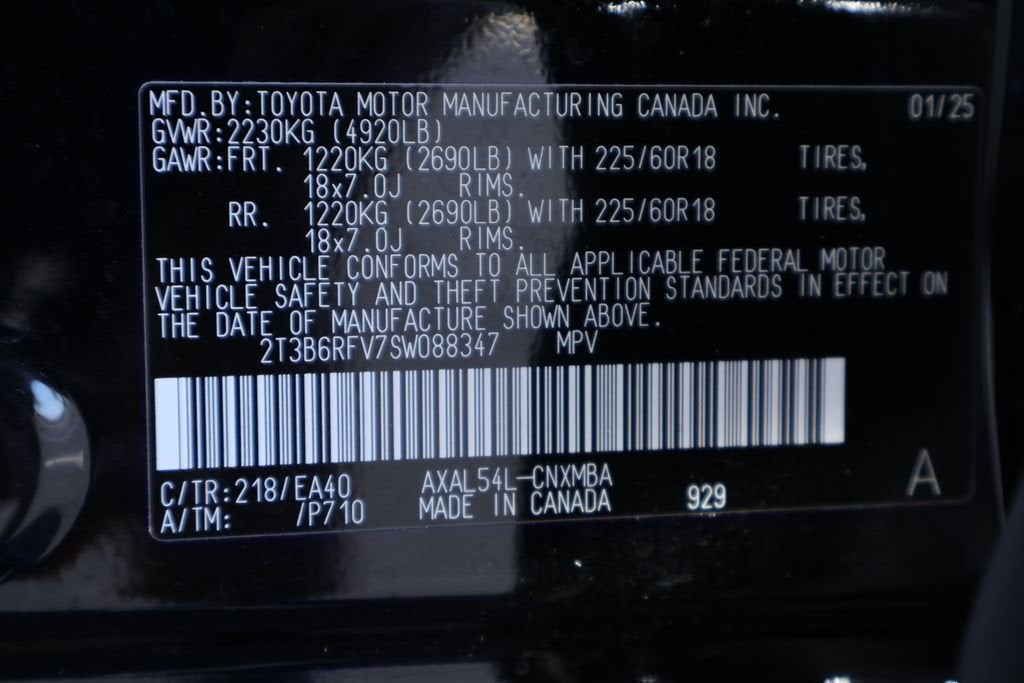 MFD.BY:TOYOTA MOTOR MANUFACTURING CANADA INC. 01/25
GVWR:2230KG (4920LB)
GAWR:FRT. 1220KG (2690LB) WITH 225/60R18 TIRES,
18x7.0J RIMS.
RR. 1220KG (2690LB) WITH 225/60R18 TIRES,
18x7.0J RIMS.
THIS VEHICLE CONFORMS TO ALL APPLICABLE FEDERAL MOTOR
VEHICLE SAFETY AND THEFT PREVENTION STANDARDS IN EFFECT ON
THE DATE OF MANUFACTURE SHOWN ABOVE.
2T3B6RFV7SW088347 MPV
C/TR:218/EA40 AXAL54L-CNXMBA
A/TM: /P710 MADE IN CANADA 929 A